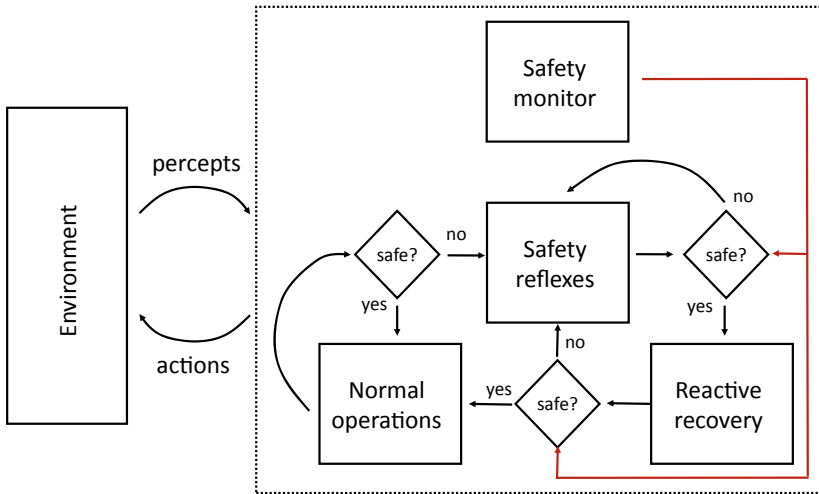 Safety
monitor
percepts
Environment
actions
no
safe?
no
Safety
reflexes
safe?
yes
yes
no
Normal
operations
yes
safe?
Reactive
recovery